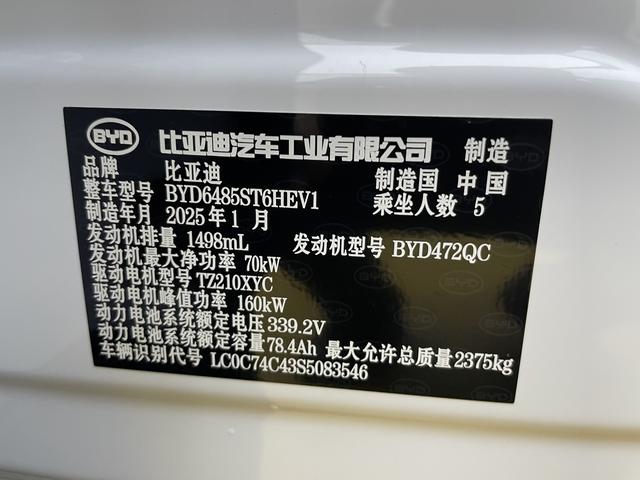 BYD 比亚迪汽车工业有限公司 制造
品牌 比亚迪 制造国 中国
整车型号 BYD6485ST6HEV1 乘坐人数 5
制造年月 2025年1月
发动机排量 1498mL 发动机型号 BYD472QC
发动机最大净功率 70kW
驱动电机型号 TZ210XYC
驱动电机峰值功率 160kW
动力电池系统额定电压 339.2V
动力电池系统额定容量 78.4Ah 最大允许总质量 2375kg
车辆识别代号 LC0C74C43S5083546